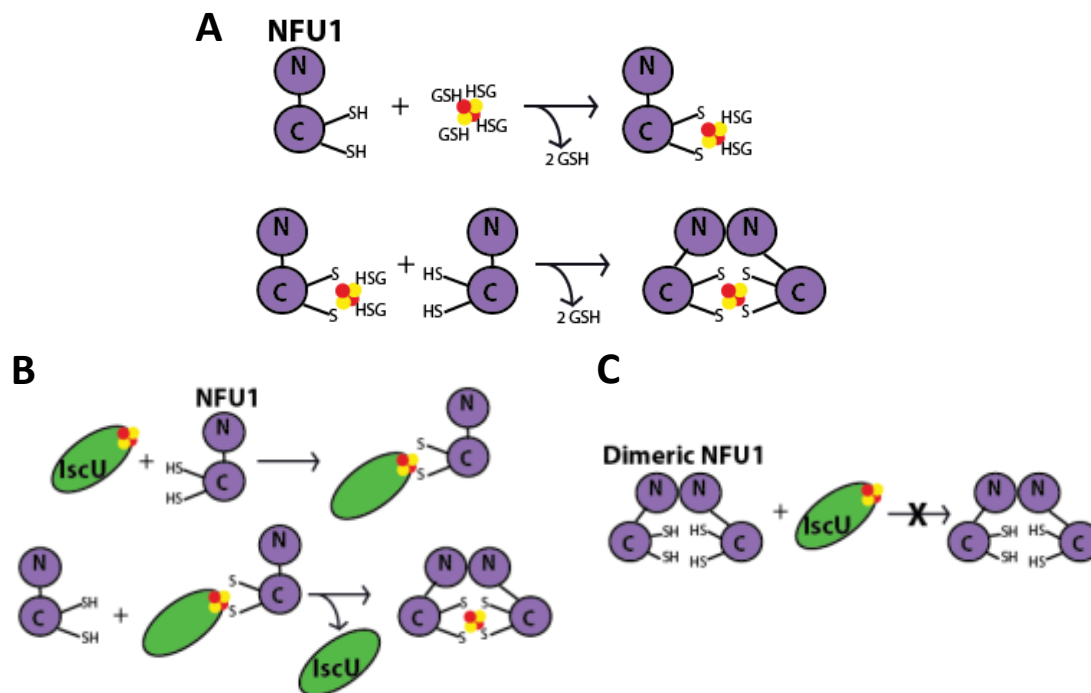 A NFU1
N N
GSH HSG
SH S HSG
C + C
SH GSH HSG S HSG
2 GSH
N N N N
S HSG + HS S S
C C C C
S HSG HS S S
2 GSH
B C
NFU1
N N
IscU + HS C S C
HS S
N N N N
SH S S S
C + C C C
SH S S S
IscU
Dimeric NFU1
N N N N
SH HS + IscU X SH HS
C C C C
SH HS SH HS